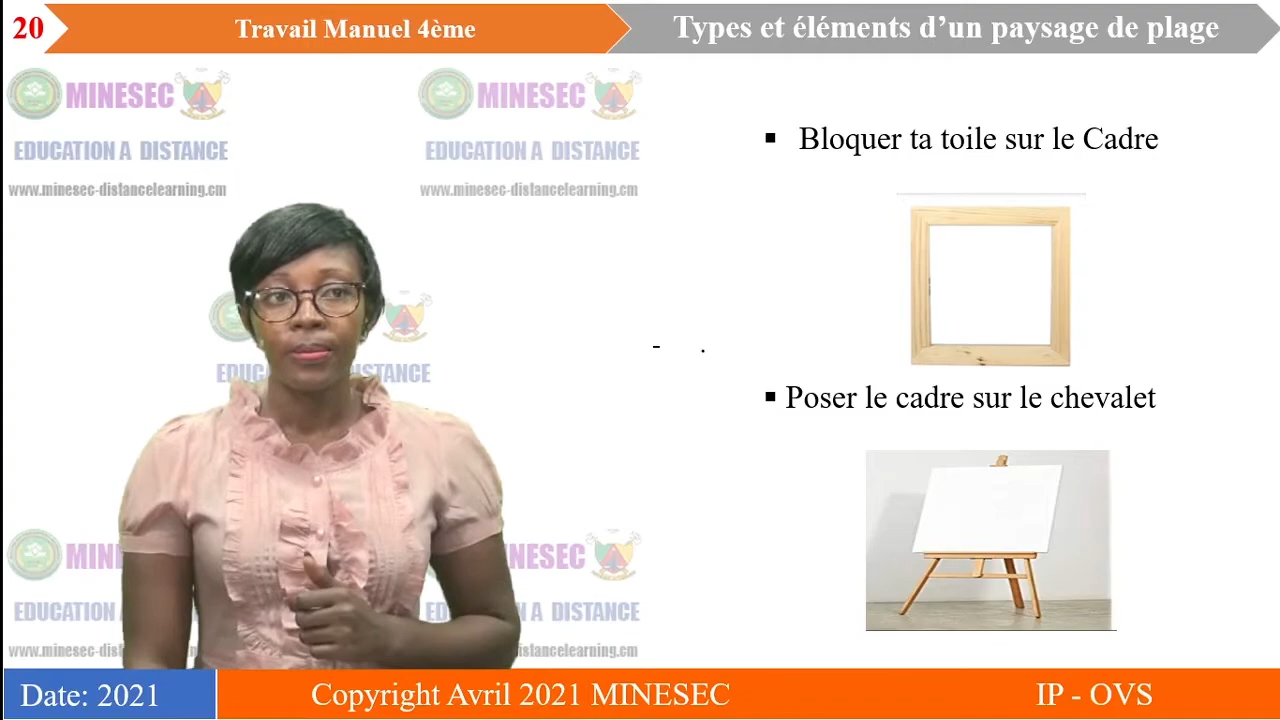 20
Travail Manuel 4ème
Types et éléments d’un paysage de plage
MINESEC
EDUCATION A DISTANCE
www.minesec-distancelearning.cm
MINESEC
EDUCATION A DISTANCE
www.minesec-distancelearning.cm
▪ Bloquer ta toile sur le Cadre
- .
▪ Poser le cadre sur le chevalet
Date: 2021
Copyright Avril 2021 MINESEC
IP - OVS